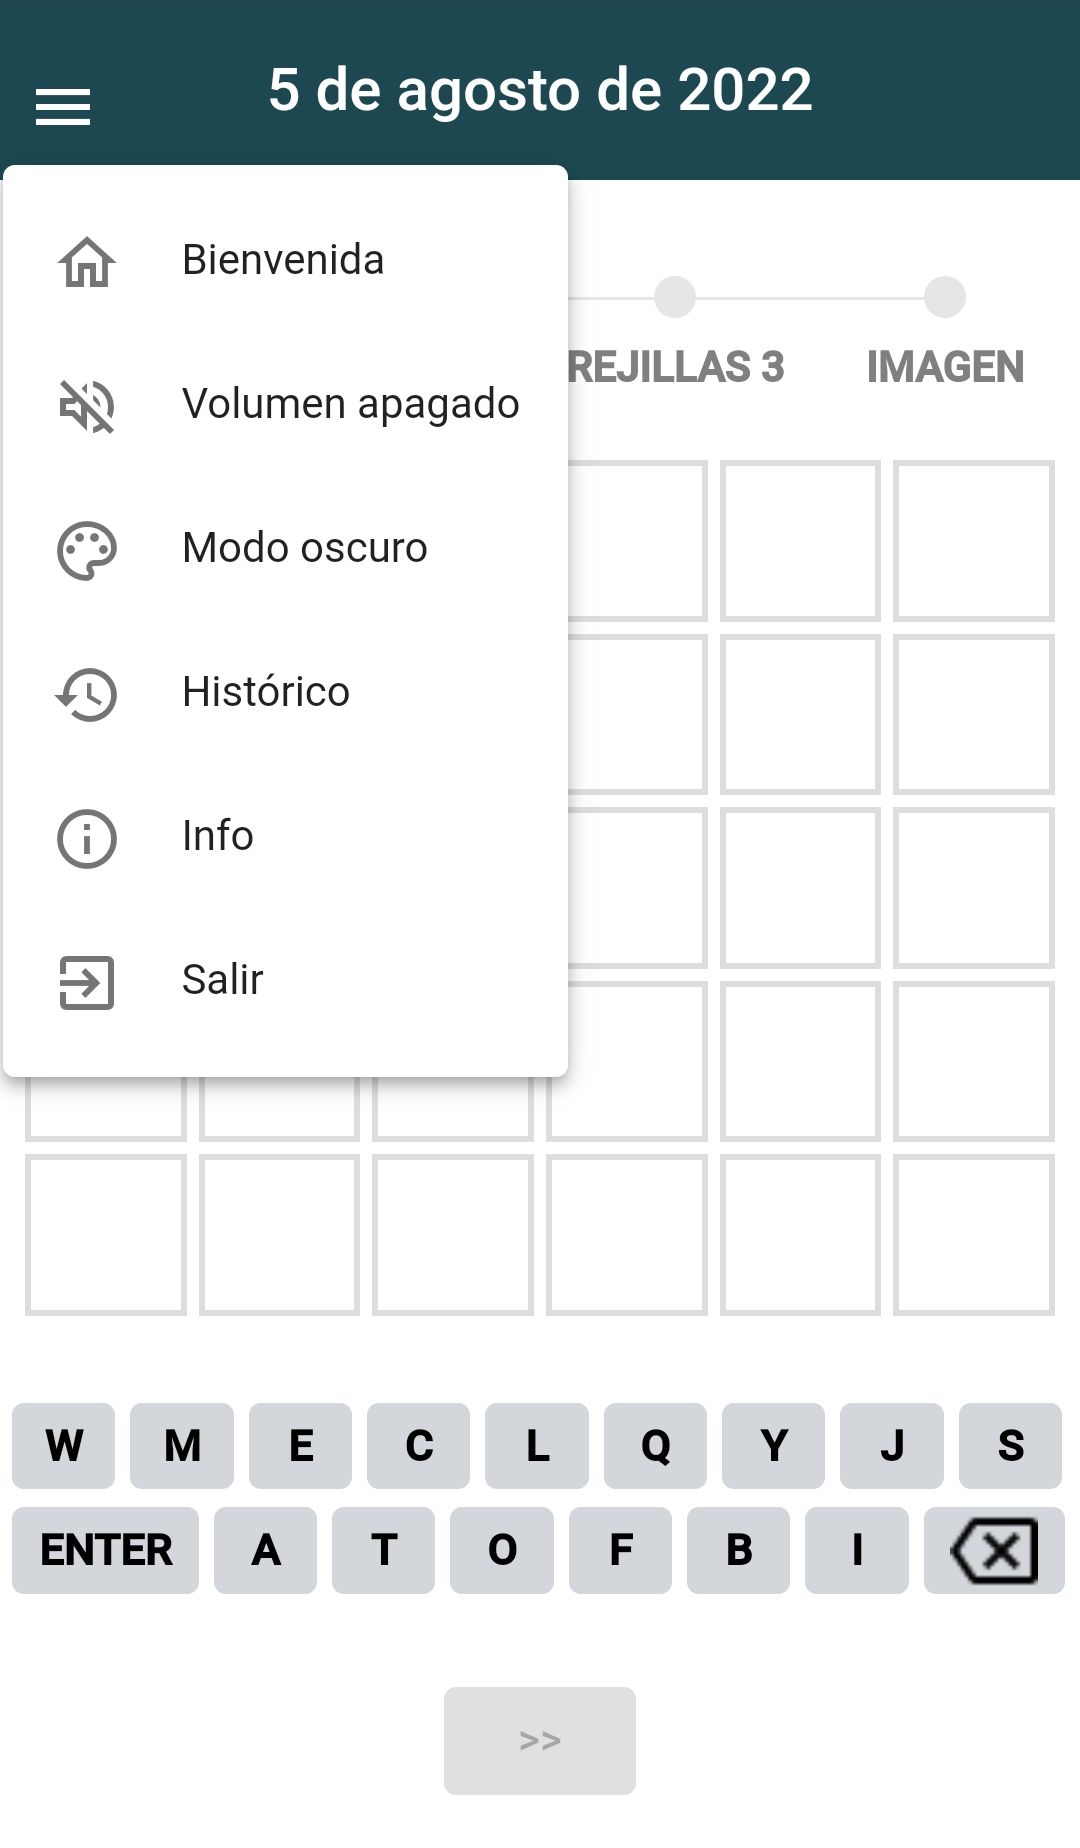 5 de agosto de 2022
Bienvenida
Volumen apagado
Modo oscuro
Histórico
Info
Salir
REJILLAS 3
IMAGEN
W M E C L Q Y J S
ENTER A T O F B I
>>